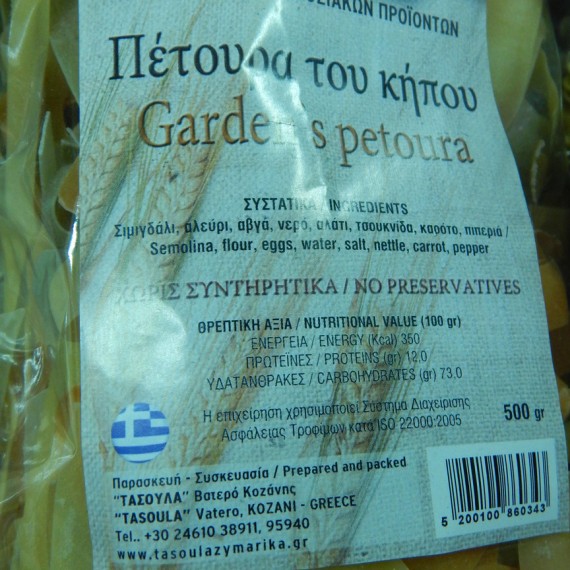 ΠΡΟΪΟΝΤΩΝ
Πέτουρα του κήπου
Garden's petoura
ΣΥΣΤΑΤΙΚΑ / INGREDIENTS
Σιμιγδάλι, αλεύρι, αβγά, νερό, αλάτι, τσουκνίδα, καρότο, πιπεριά /
Semolina, flour, eggs, water, salt, nettle, carrot, pepper
ΧΩΡΙΣ ΣΥΝΤΗΡΗΤΙΚΑ / NO PRESERVATIVES
ΘΡΕΠΤΙΚΗ ΑΞΙΑ / NUTRITIONAL VALUE (100 gr)
ΕΝΕΡΓΕΙΑ / ENERGY (Kcal) 350
ΠΡΩΤΕΪΝΕΣ / PROTEINS (gr) 12,0
ΥΔΑΤΑΝΘΡΑΚΕΣ / CARBOHYDRATES (gr) 73,0
Η επιχείρηση χρησιμοποιεί Σύστημα Διαχείρισης
Ασφάλειας Τροφίμων κατά ISO 22000:2005
500 gr
Παρασκευή - Συσκευασία / Prepared and packed
"ΤΑΣΟΥΛΑ" Βατερό Κοζάνης
"TASOULA" Vatero, KOZANI - GREECE
Tel.. +30 24610 38911, 95940
www.tasoulazymarika.gr
5 200100 860343